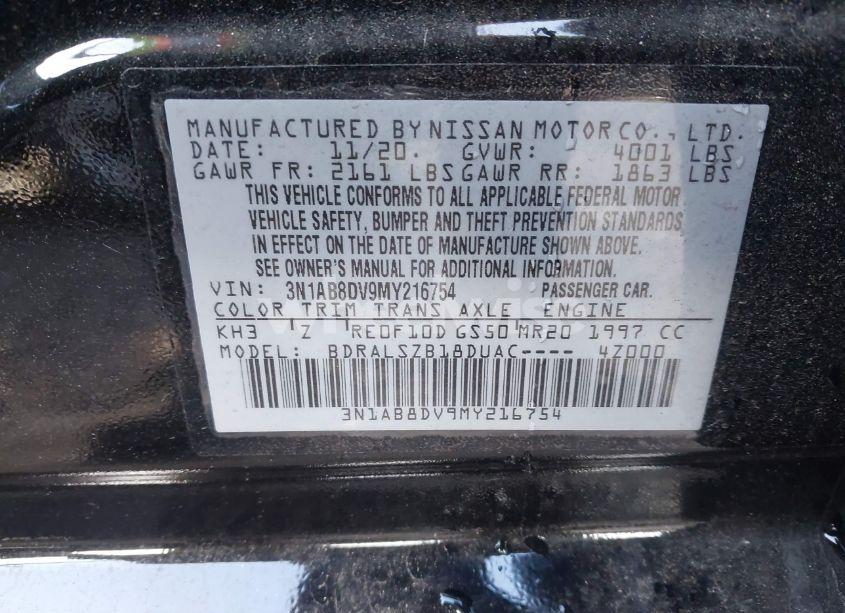 MANUFACTURED BY NISSAN MOTOR CO., LTD.
DATE: 11/20. GVWR: 4001 LBS
GAWR FR: 2161 LBS GAWR RR: 1863 LBS
THIS VEHICLE CONFORMS TO ALL APPLICABLE FEDERAL MOTOR
VEHICLE SAFETY, BUMPER AND THEFT PREVENTION STANDARDS
IN EFFECT ON THE DATE OF MANUFACTURE SHOWN ABOVE.
SEE OWNER'S MANUAL FOR ADDITIONAL INFORMATION.
VIN: 3N1AB8DV9MY216754 PASSENGER CAR.
COLOR TRIM TRANS AXLE ENGINE
KH3 Z RE0F10D GS50 MR20 1997 CC
MODEL: BDRALSZB18DUAC---- 4Z000
3N1AB8DV9MY216754